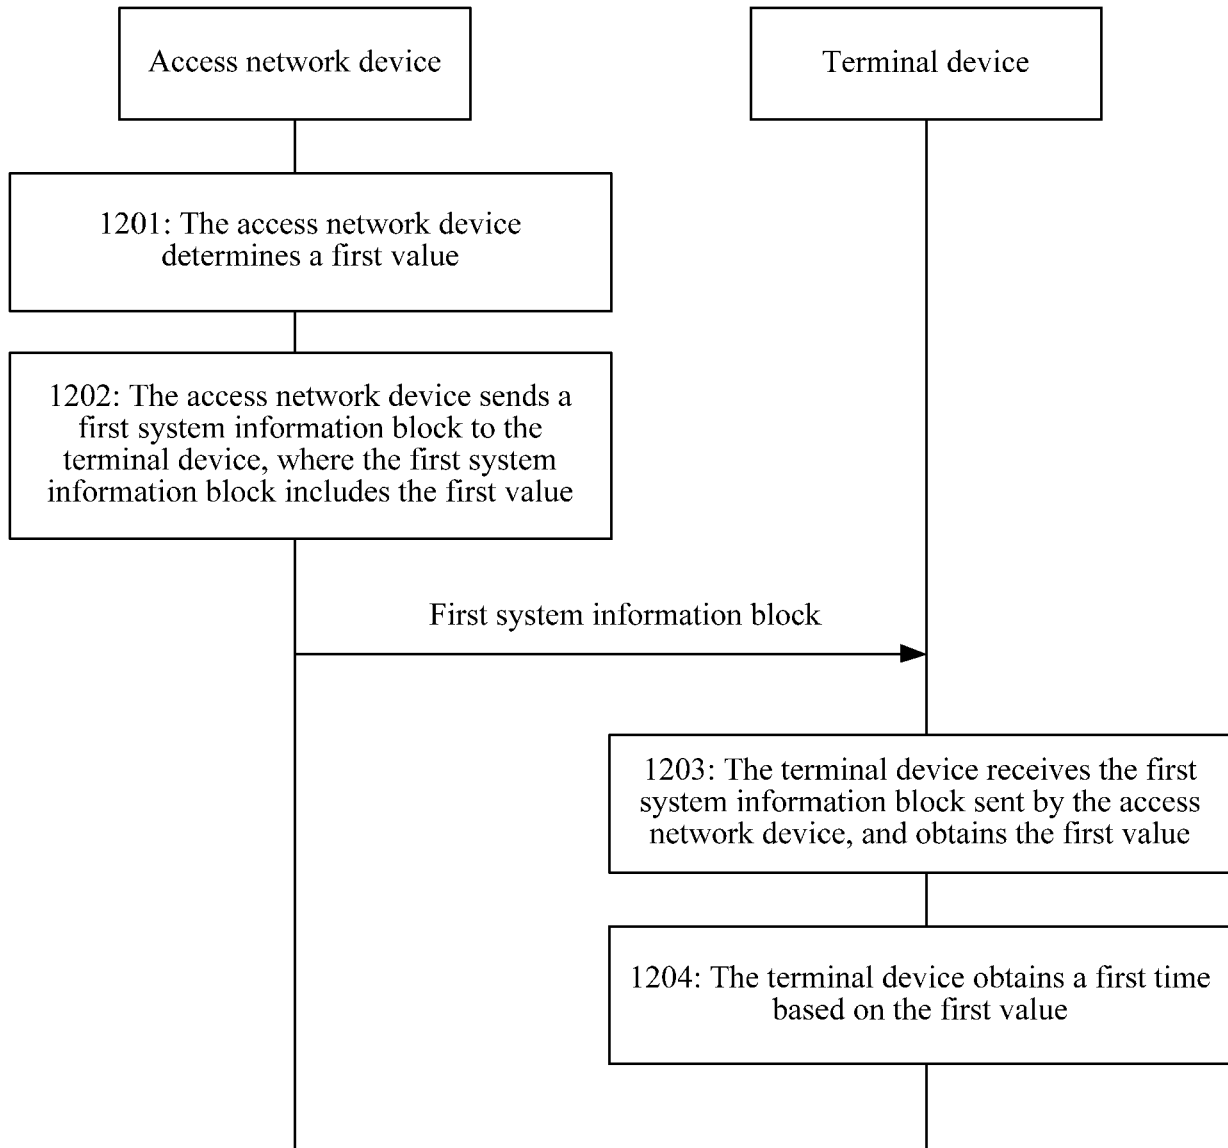 Access network device
Terminal device
1201: The access network device
determines a first value
1202: The access network device sends a
first system information block to the
terminal device, where the first system
information block includes the first value
First system information block
1203: The terminal device receives the first
system information block sent by the access
network device, and obtains the first value
1204: The terminal device obtains a first time
based on the first value